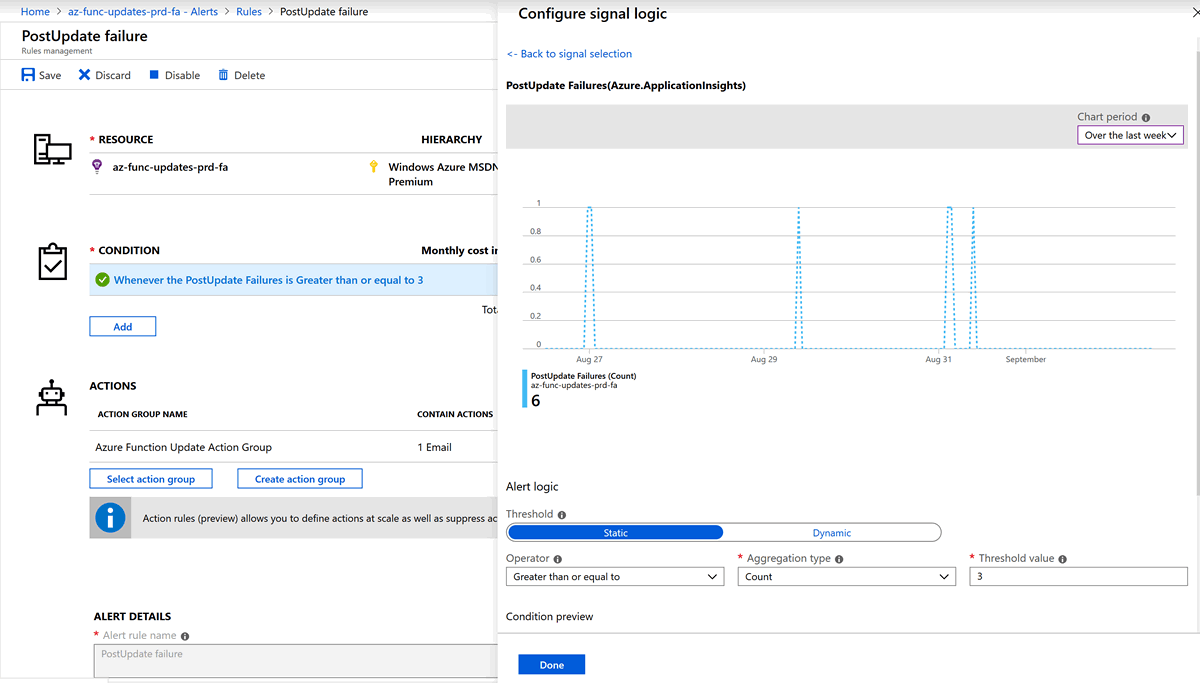 Home > az-func-updates-prd-fa - Alerts > Rules > PostUpdate failure
PostUpdate failure
Rules management
Save Discard Disable Delete
* RESOURCE HIERARCHY
az-func-updates-prd-fa Windows Azure MSDN
Premium
* CONDITION Monthly cost in
Whenever the PostUpdate Failures is Greater than or equal to 3
Tota
Add
ACTIONS
ACTION GROUP NAME CONTAIN ACTIONS
Azure Function Update Action Group 1 Email
Select action group Create action group
Action rules (preview) allows you to define actions at scale as well as suppress ac
ALERT DETAILS
* Alert rule name
PostUpdate failure
Configure signal logic
<- Back to signal selection
PostUpdate Failures(Azure.ApplicationInsights)
Chart period
Over the last week
1
0.8
0.6
0.4
0.2
0
Aug 27 Aug 29 Aug 31 September
PostUpdate Failures (Count)
az-func-updates-prd-fa
6
Alert logic
Threshold
Static Dynamic
Operator * Aggregation type * Threshold value
Greater than or equal to Count 3
Condition preview
Done